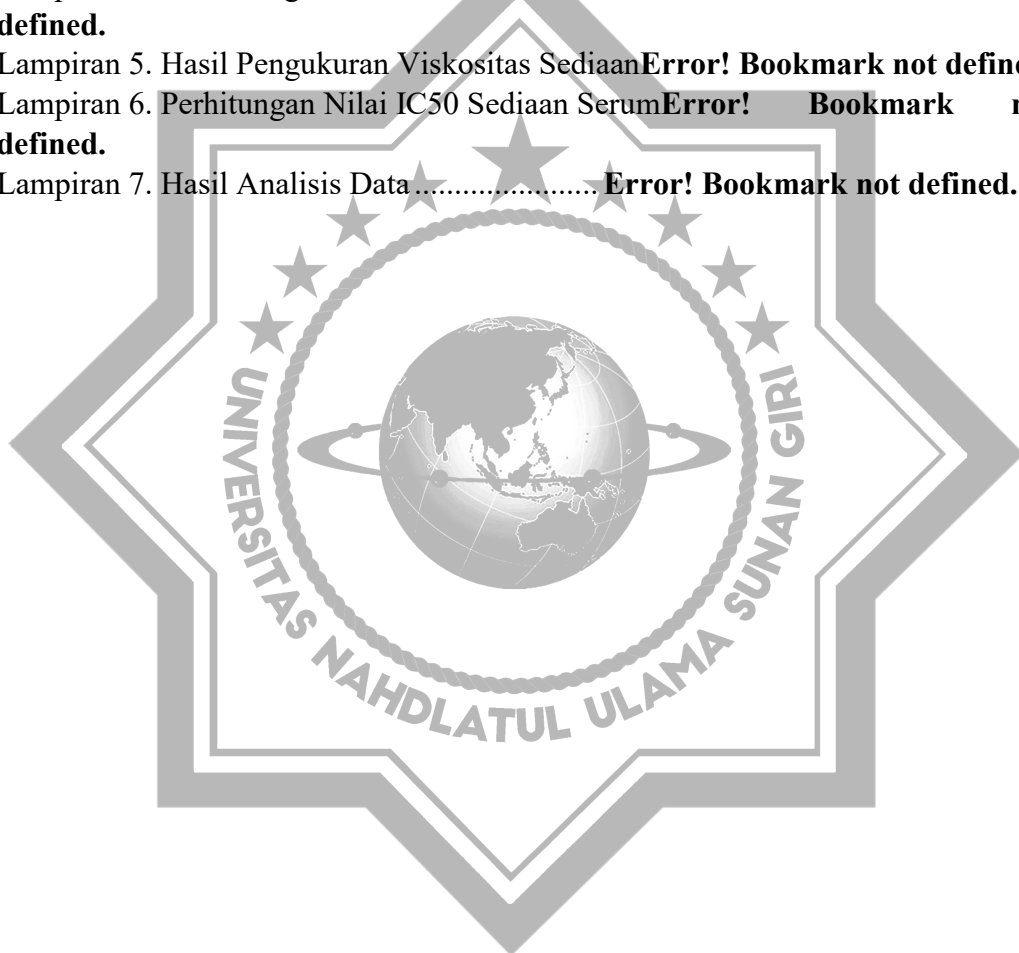 defined.
Lampiran 5. Hasil Pengukuran Viskositas SediaanError! Bookmark not defin
Lampiran 6. Perhitungan Nilai IC50 Sediaan SerumError! Bookmark
defined.
Lampiran 7. Hasil Analisis Data....................... Error! Bookmark not defined.
UNIVERSITAS NAHDLATUL ULAMA SUNAN GIRI